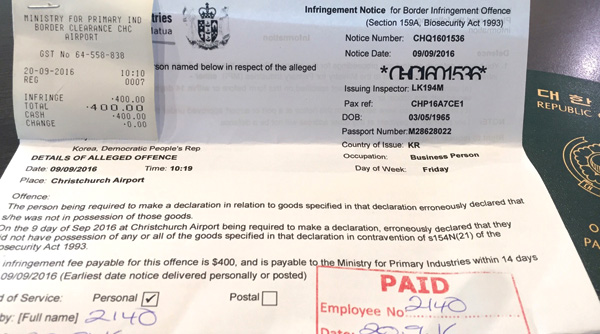 MINISTRY FOR PRIMARY IND
BORDER CLEARANCE CHC
AIRPORT
GST No 64-558-838
20-09-2016 10:10
REG 0007
INFRINGE ·400.00
TOTAL ·400.00
CASH ·400.00
CHANGE ·0.00
Infringement Notice for Border Infringement Offence
(Section 159A, Biosecurity Act 1993)
Notice Number: CHQ1601536
Notice Date: 09/09/2016
*CHQ1601536*
named below in respect of the alleged
Issuing Inspector: LK194M
Pax ref: CHP16A7CE1
DOB: 03/05/1965
Passport Number: M28628022
Country of Issue: KR
Occupation: Business Person
Day of Week: Friday
Korea, Democratic People's Rep
DETAILS OF ALLEGED OFFENCE
Date: 09/09/2016 Time: 10:19
Place: Christchurch Airport
Offence:
The person being required to make a declaration in relation to goods specified in that declaration erroneously declared that
s/he was not in possession of those goods.
On the 9 day of Sep 2016 at Christchurch Airport being required to make a declaration, erroneously declared that they
did not have possession of any or all of the goods specified in that declaration in contravention of s154N(21) of the
Biosecurity Act 1993.
infringement fee payable for this offence is $400, and is payable to the Ministry for Primary Industries within 14 days
09/09/2016 (Earliest date notice delivered personally or posted)
of Service: Personal ✓ Postal
by: [Full name] 2140
PAID
Employee No 2140
Date: 20.9.16
대 한
REPUBLIC